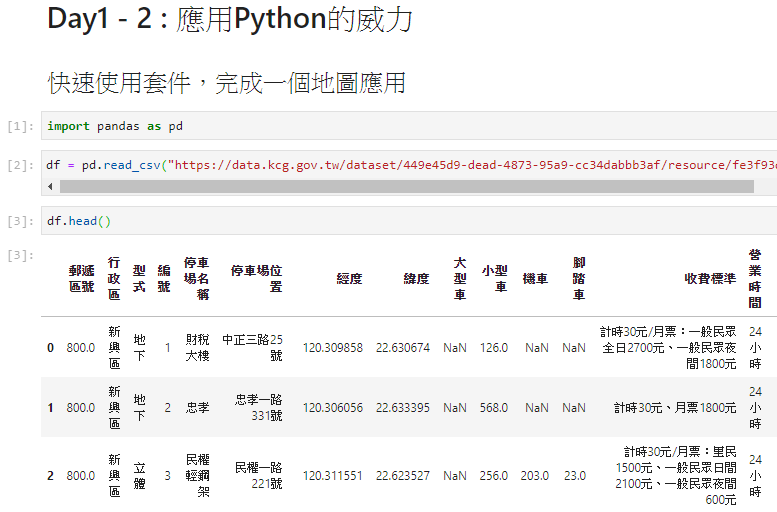 Day1 - 2 : 應用Python的威力
快速使用套件，完成一個地圖應用
[1]: import pandas as pd
[2]: df = pd.read_csv("https://data.kcg.gov.tw/dataset/449e45d9-dead-4873-95a9-cc34dabbb3af/resource/fe3f93
[3]: df.head()
[3]:
郵遞區號 行政區 型式 編號 停車場名稱 停車場位置 經度 緯度 大型車 小型車 機車 腳踏車 收費標準 營業時間
0 800.0 新興區 地下 1 財稅大樓 中正三路25號 120.309858 22.630674 NaN 126.0 NaN NaN 計時30元/月票：一般民眾全日2700元、一般民眾夜間1800元 24小時
1 800.0 新興區 地下 2 忠孝 忠孝一路331號 120.306056 22.633395 NaN 568.0 NaN NaN 計時30元、月票1800元 24小時
2 800.0 新興區 立體 3 民權輕鋼架 民權一路221號 120.311551 22.623527 NaN 256.0 203.0 23.0 計時30元/月票：里民1500元、一般民眾日間2100元、一般民眾夜間600元 24小時